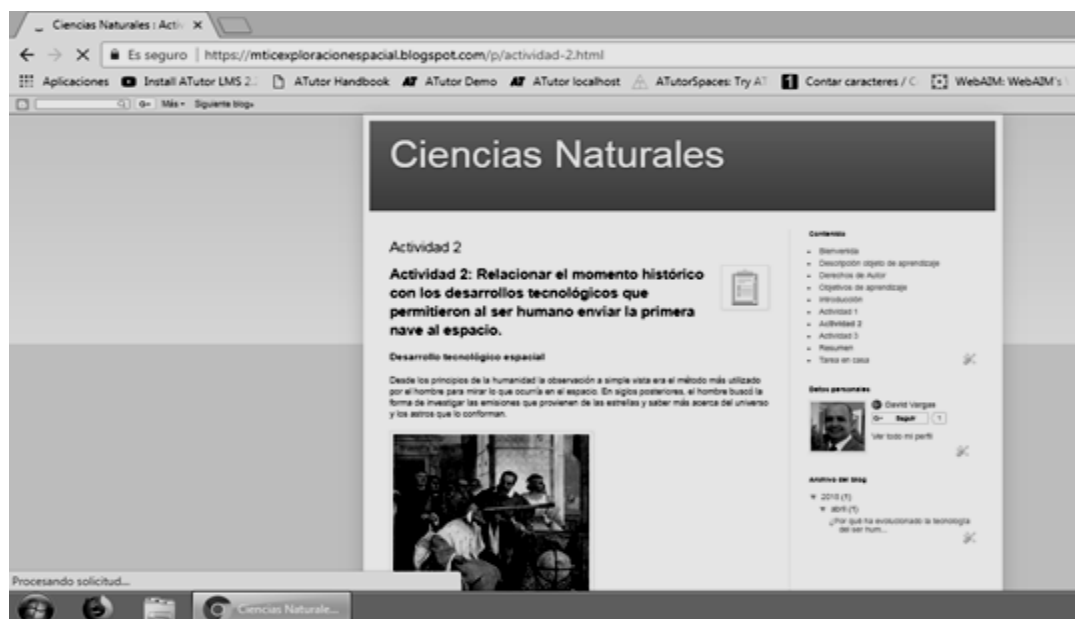 Ciencias Naturales : Acti
Es seguro | https://mticexploracionespacial.blogspot.com/p/actividad-2.html
Aplicaciones Install ATutor LMS 2. ATutor Handbook ATutor Demo ATutor localhost ATutorSpaces: Try AT Contar caracteres / C WebAIM: WebAIM's
G+ Más Siguiente blog»
Ciencias Naturales
Actividad 2
Actividad 2: Relacionar el momento histórico
con los desarrollos tecnológicos que
permitieron al ser humano enviar la primera
nave al espacio.
Desarrollo tecnológico espacial
Desde los principios de la humanidad la observación a simple vista era el método más utilizado
por el hombre para mirar lo que ocurría en el espacio. En siglos posteriores, el hombre buscó la
forma de investigar las emisiones que provienen de las estrellas y saber más acerca del universo
y los astros que lo conforman.
Contenido
Bienvenida
Descripción objeto de aprendizaje
Derechos de Autor
Objetivos de aprendizaje
Introducción
Actividad 1
Actividad 2
Actividad 3
Resumen
Tarea en casa
Datos personales
David Vargas
G+ Seguir 1
Ver todo mi perfil
Archivo del blog
▼ 2018 (1)
▼ abril (1)
¿Por qué ha evolucionado la tecnología
del ser hum...
Procesando solicitud...
Ciencias Naturale...